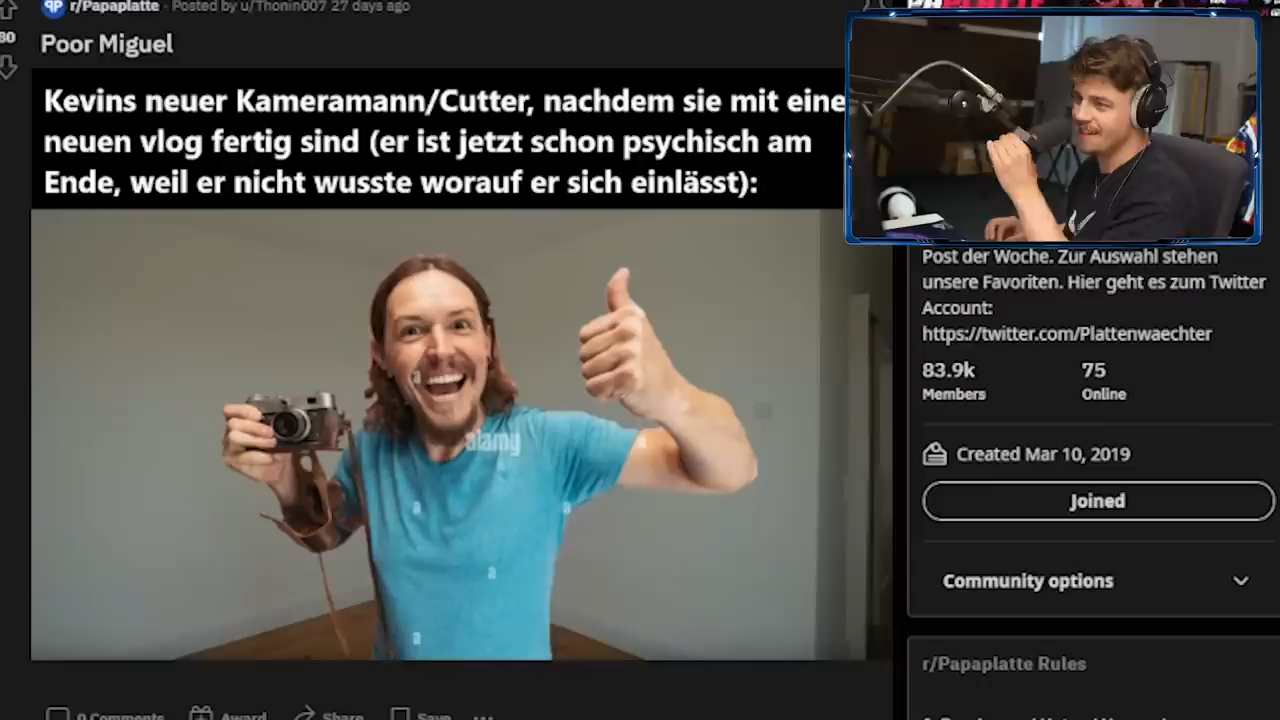 r/Papaplatte · Posted by u/Thonin007 27 days ago
Poor Miguel
Kevins neuer Kameramann/Cutter, nachdem sie mit eine
neuen vlog fertig sind (er ist jetzt schon psychisch am
Ende, weil er nicht wusste worauf er sich einlässt):
alamy
a
a
a
a
a
0 Comments
Award
Share
Save
Post der Woche. Zur Auswahl stehen
unsere Favoriten. Hier geht es zum Twitter
Account:
https://twitter.com/Plattenwaechter
83.9k 75
Members Online
Created Mar 10, 2019
Joined
Community options
r/Papaplatte Rules